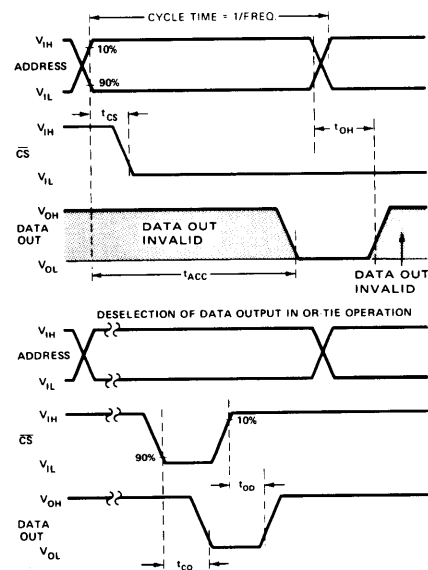 CYCLE TIME = 1/FREQ.
VIH
10%
ADDRESS
90%
VIL
tCS
VIH
tOH
CS
VIL
VOH
DATA OUT
DATA OUT INVALID
VOL
tACC
DATA OUT INVALID
DESELECTION OF DATA OUTPUT IN OR-TIE OPERATION
VIH
ADDRESS
VIL
VIH
10%
CS
90%
VIL
tOD
VOH
DATA OUT
VOL
tCO